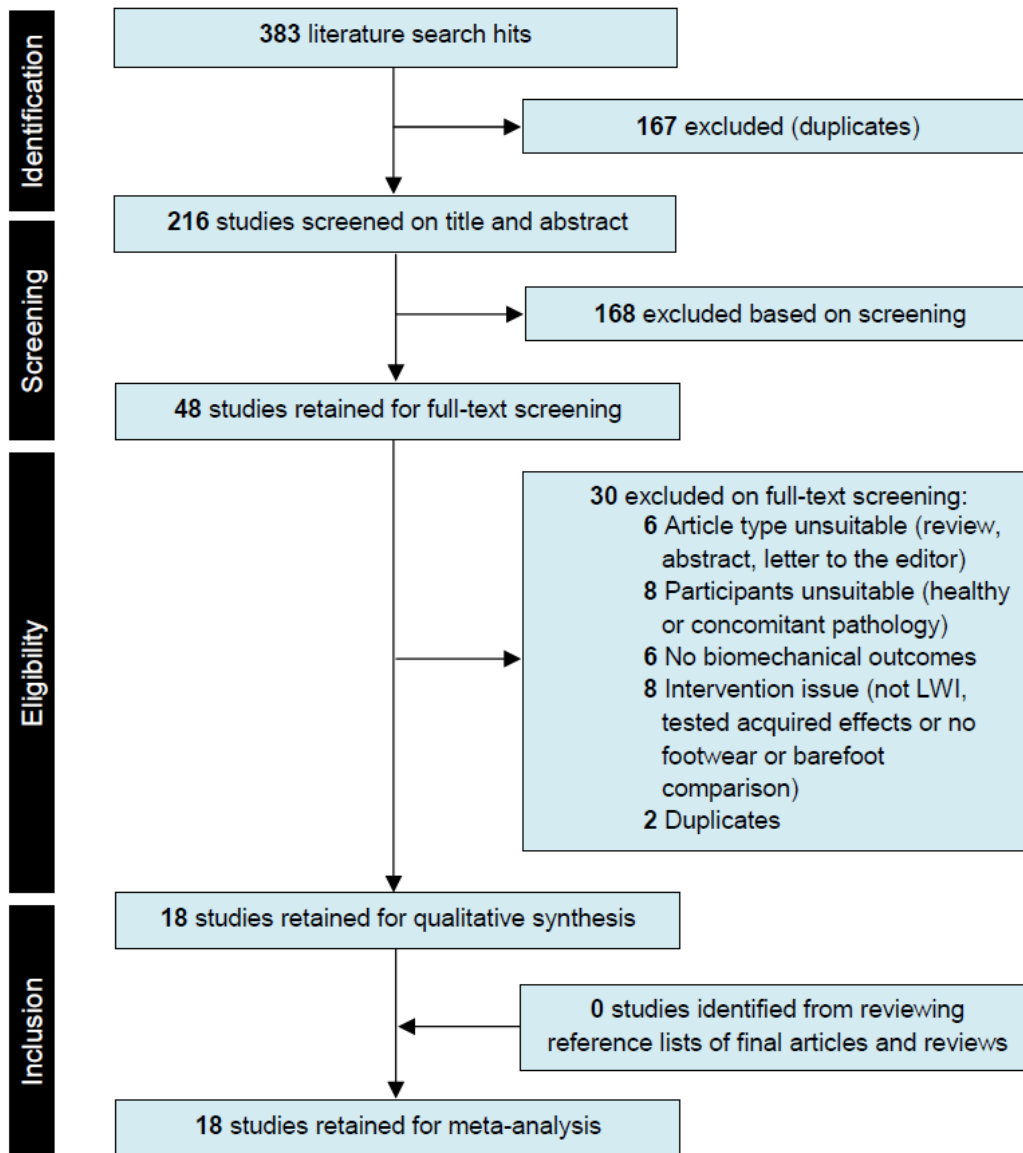 Identification
383 literature search hits
167 excluded (duplicates)
216 studies screened on title and abstract
Screening
168 excluded based on screening
48 studies retained for full-text screening
Eligibility
30 excluded on full-text screening:
6 Article type unsuitable (review,
abstract, letter to the editor)
8 Participants unsuitable (healthy
or concomitant pathology)
6 No biomechanical outcomes
8 Intervention issue (not LWI,
tested acquired effects or no
footwear or barefoot
comparison)
2 Duplicates
18 studies retained for qualitative synthesis
Inclusion
0 studies identified from reviewing
reference lists of final articles and reviews
18 studies retained for meta-analysis